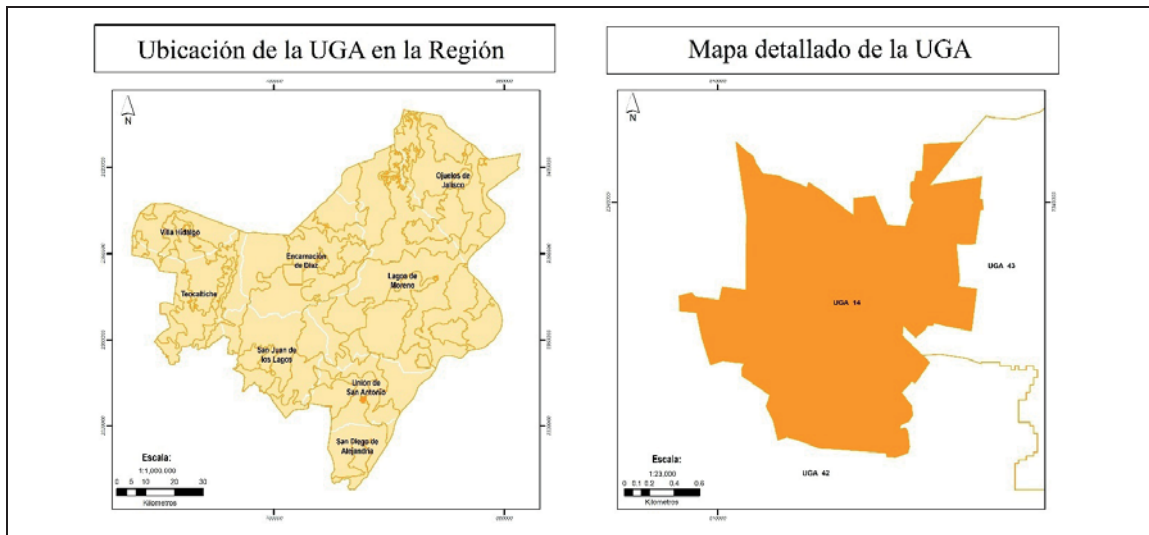 Ubicación de la UGA en la Región
N
Ojuelos de
Jalisco
Villa Hidalgo
Encarnación
de Díaz
Teocaltiche
Lagos de
Moreno
San Juan de
los Lagos
Unión de
San Antonio
San Diego de
Alejandría
Escala:
1:1,000,000
0 5 10 20 30
Kilometros
Mapa detallado de la UGA
N
UGA 43
UGA 14
UGA 42
Escala:
1:23,000
0 0.1 0.2 0.4 0.6
Kilometros